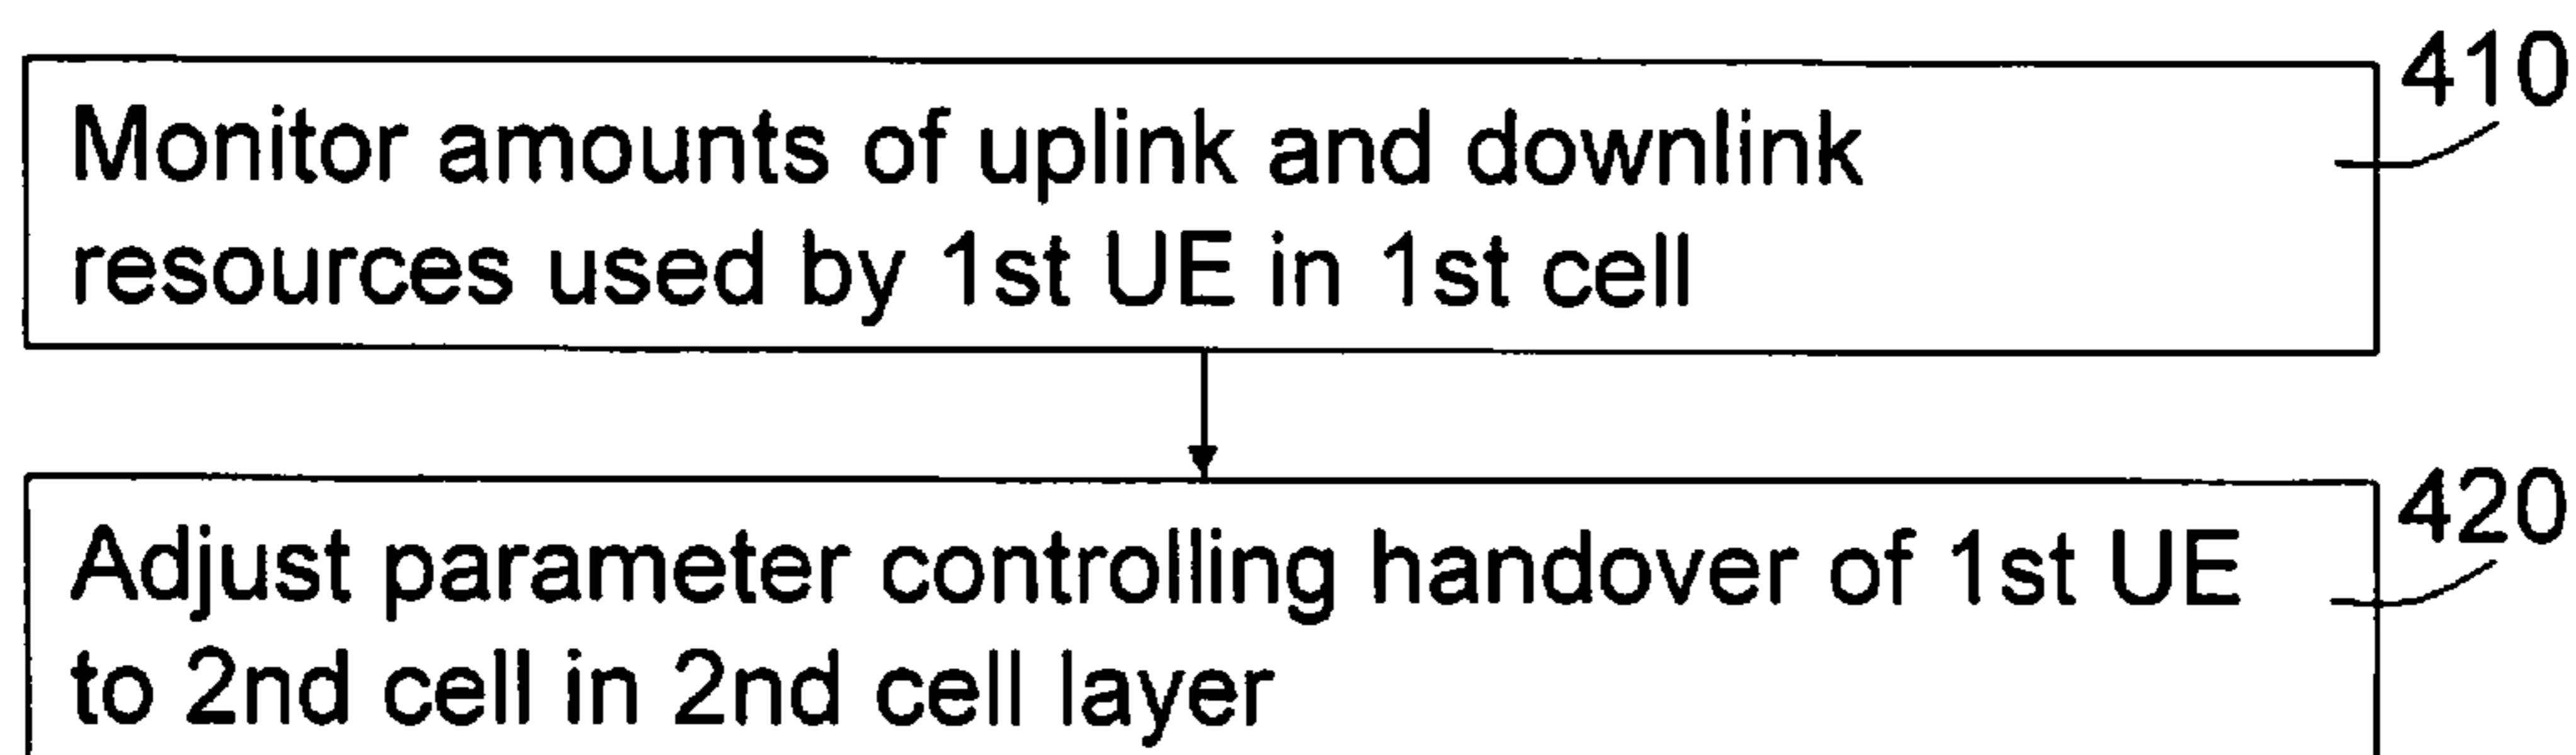 410
Monitor amounts of uplink and downlink
resources used by 1st UE in 1st cell
420
Adjust parameter controlling handover of 1st UE
to 2nd cell in 2nd cell layer